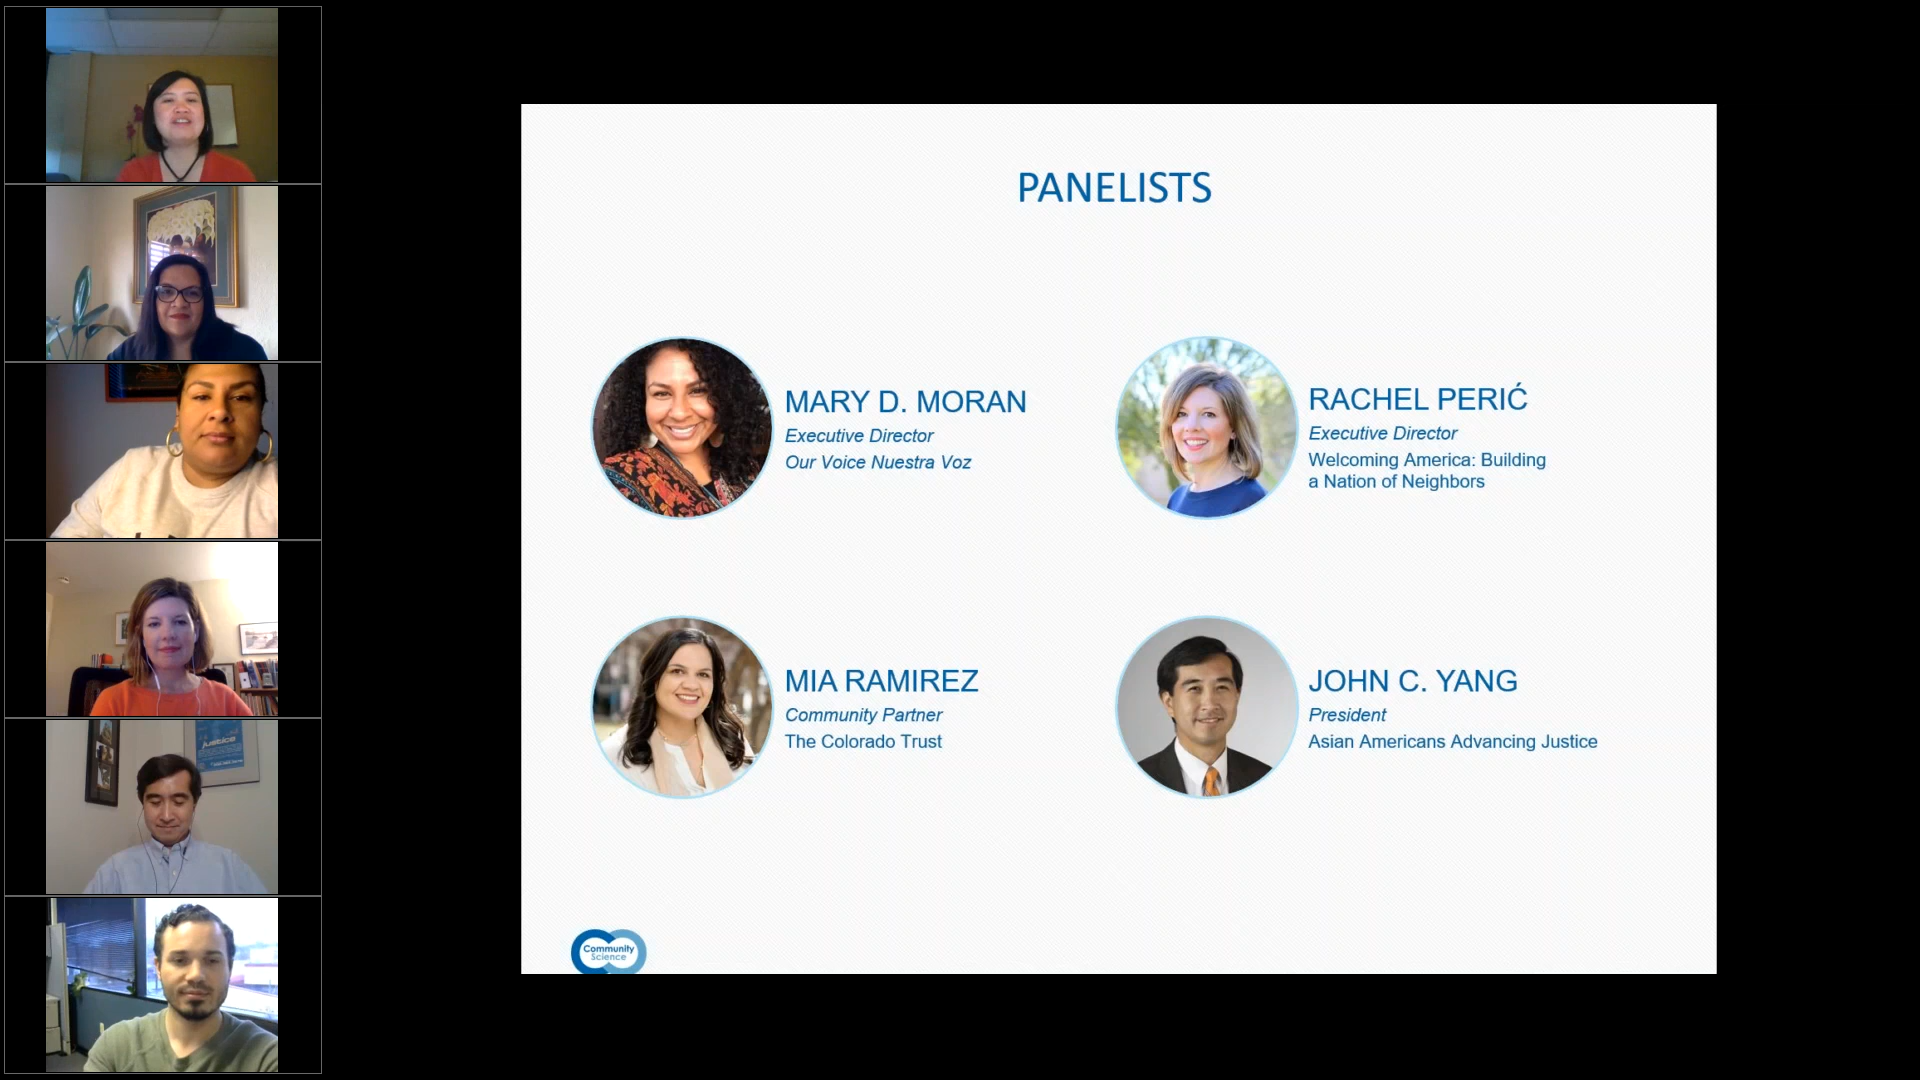 PANELISTS
MARY D. MORAN
Executive Director
Our Voice Nuestra Voz
RACHEL PERIĆ
Executive Director
Welcoming America: Building
a Nation of Neighbors
MIA RAMIREZ
Community Partner
The Colorado Trust
JOHN C. YANG
President
Asian Americans Advancing Justice
Community
Science
justice